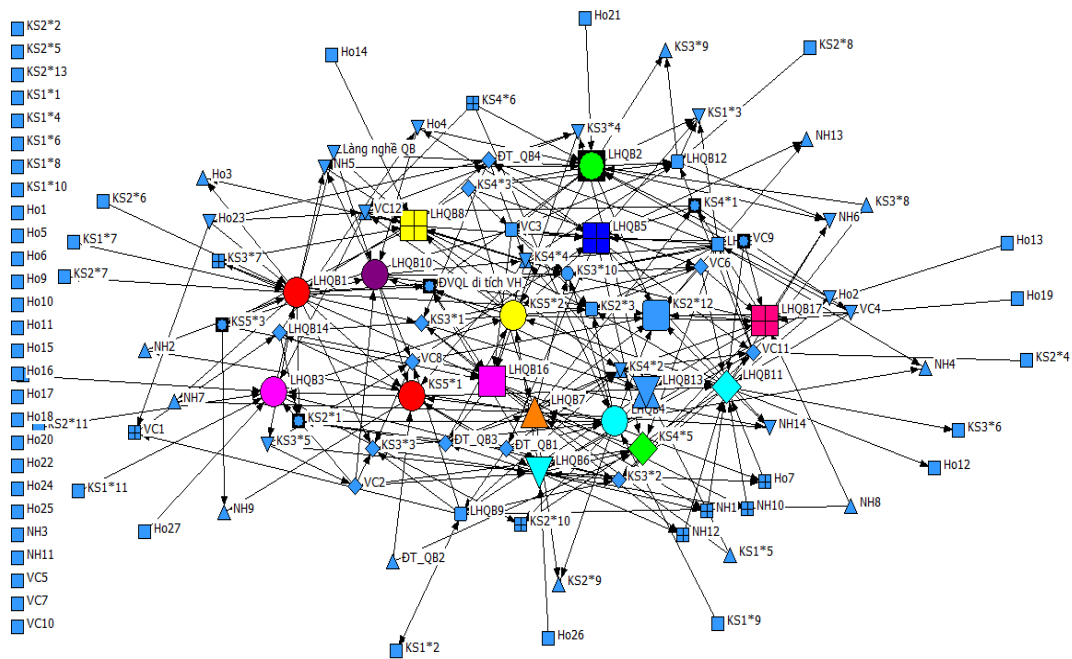 KS2*2
KS2*5
KS2*13
KS1*1
KS1*4
KS1*6
KS1*8
KS1*10
Ho1
Ho5
Ho6
Ho9
Ho10
Ho11
Ho15
Ho16
Ho17
Ho18
KS2*11
Ho20
Ho22
Ho24
Ho25
NH3
NH11
VC5
VC7
VC10
Ho21
KS3*9
KS2*8
Ho14
KS4*6
KS1*3
Ho4
KS3*4
NH13
Làng nghề QB
NH5
ĐT_QB4
LHQB2
LHQB12
Ho3
KS4*3
KS2*6
KS4*1
KS3*8
VC12
LHQB8
Ho23
VC3
LHQB5
NH6
KS1*7
LH
VC9
Ho13
KS3*7
KS4*4
LHQB10
KS3*10
VC6
KS2*7
LHQB1
ĐVQL di tích VH
Ho2
Ho19
KS5*2
KS2*3
KS2*12
LHQB17
VC4
KS5*3
KS3*1
LHQB14
NH2
VC8
VC11
KS2*4
LHQB16
KS4*2
LHQB13
LHQB11
NH4
LHQB3
KS5*1
NH7
LHQB7
LHQB4
KS2*1
VC1
NH14
KS3*6
KS3*5
KS3*3
ĐT_QB3
ĐT_QB1
KS4*5
LHQB6
Ho12
KS1*11
VC2
KS3*2
Ho7
NH9
LHQB9
KS2*10
NH1
NH10
NH8
Ho27
NH12
ĐT_QB2
KS1*5
KS2*9
KS1*9
Ho26
KS1*2